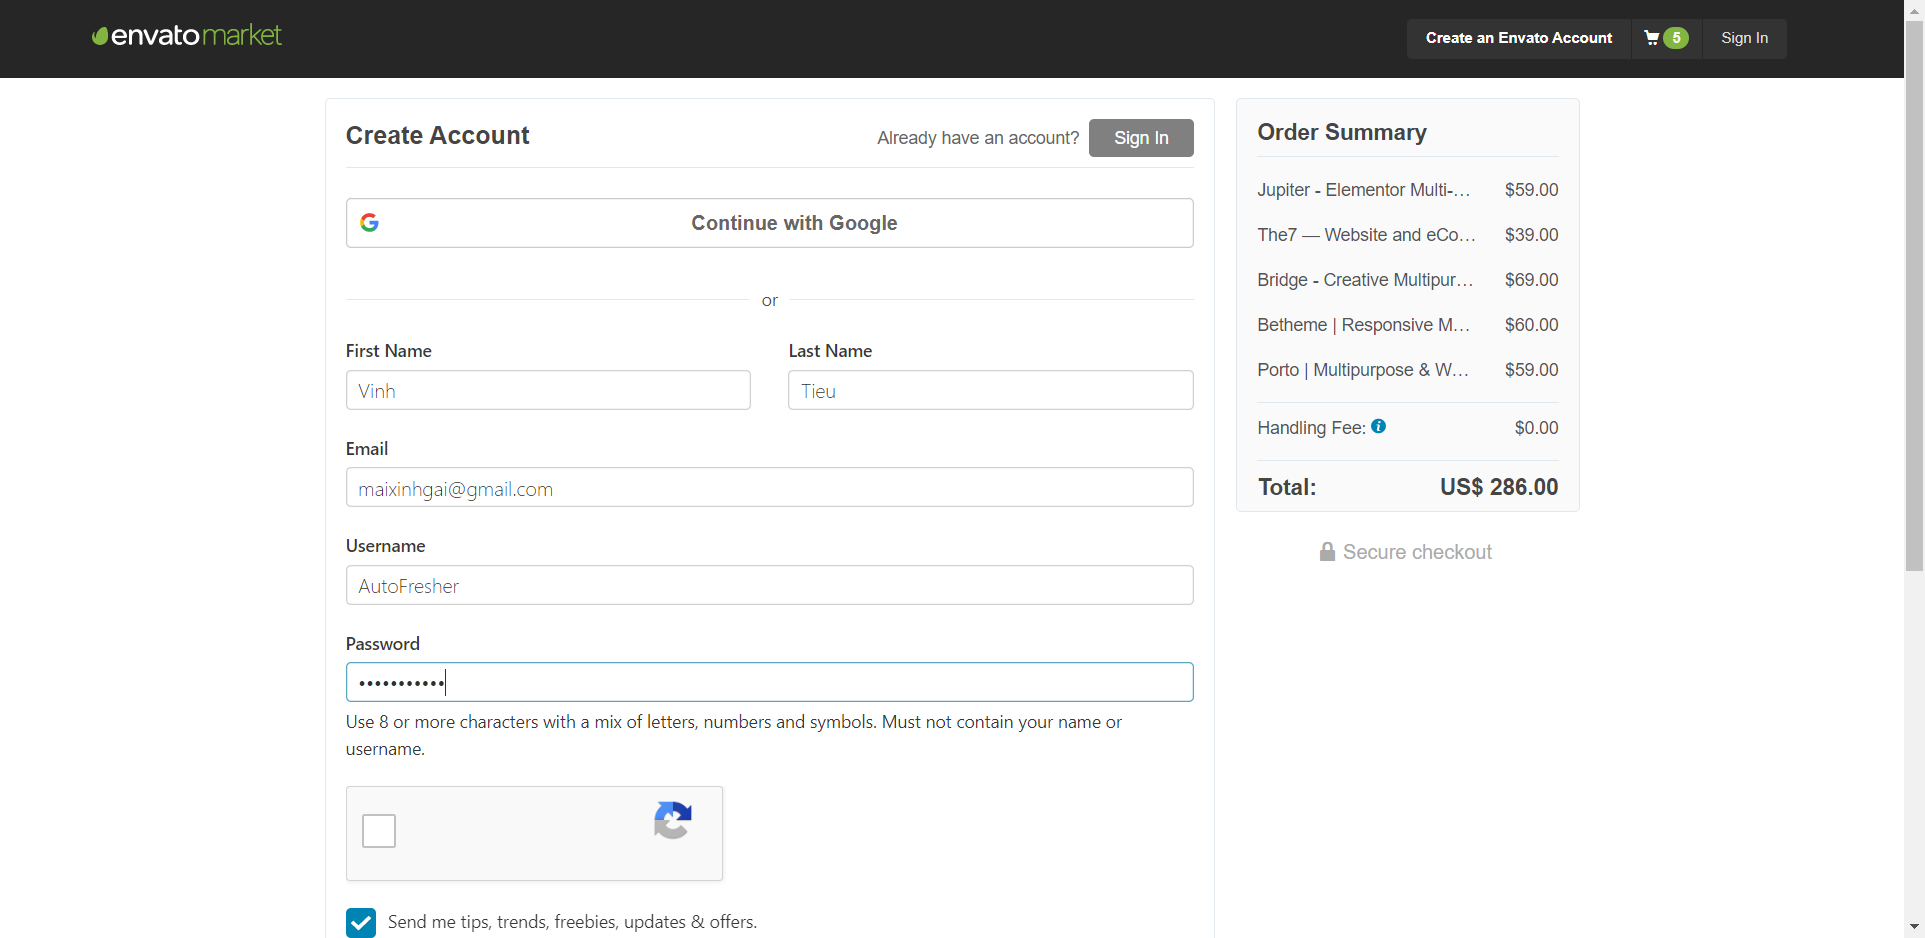 envato market
Create an Envato Account
5
Sign In
Create Account
Already have an account?
Sign In
Continue with Google
or
First Name
Last Name
Vinh
Tieu
Email
maixinhgai@gmail.com
Username
AutoFresher
Password
•••••••••••
Use 8 or more characters with a mix of letters, numbers and symbols. Must not contain your name or
username.
Send me tips, trends, freebies, updates & offers.
Order Summary
Jupiter - Elementor Multi-... $59.00
The7 — Website and eCo... $39.00
Bridge - Creative Multipur... $69.00
Betheme | Responsive M... $60.00
Porto | Multipurpose & W... $59.00
Handling Fee: $0.00
Total: US$ 286.00
Secure checkout